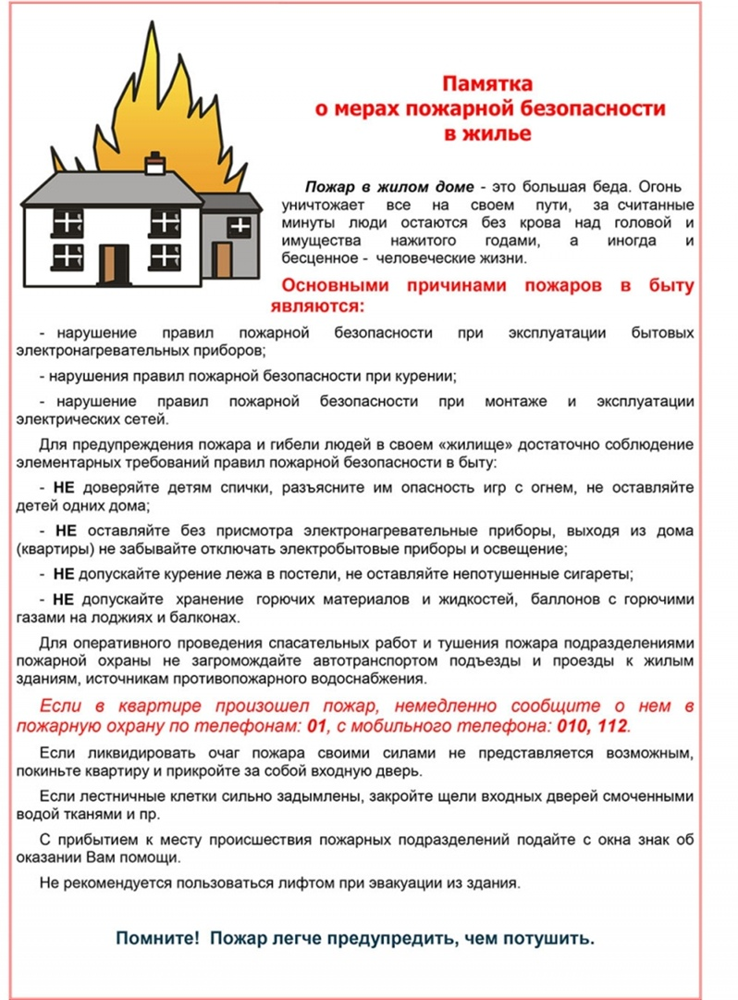 Памятка
о мерах пожарной безопасности
в жилье
Пожар в жилом доме - это большая беда. Огонь
уничтожает все на своем пути, за считанные
минуты люди остаются без крова над головой и
имущества нажитого годами, а иногда и
бесценное - человеческие жизни.
Основными причинами пожаров в быту
являются:
- нарушение правил пожарной безопасности при эксплуатации бытовых
электронагревательных приборов;
- нарушения правил пожарной безопасности при курении;
- нарушение правил пожарной безопасности при монтаже и эксплуатации
электрических сетей.
Для предупреждения пожара и гибели людей в своем «жилище» достаточно соблюдение
элементарных требований правил пожарной безопасности в быту:
- НЕ доверяйте детям спички, разъясните им опасность игр с огнем, не оставляйте
детей одних дома;
- НЕ оставляйте без присмотра электронагревательные приборы, выходя из дома
(квартиры) не забывайте отключать электробытовые приборы и освещение;
- НЕ допускайте курение лежа в постели, не оставляйте непотушенные сигареты;
- НЕ допускайте хранение горючих материалов и жидкостей, баллонов с горючими
газами на лоджиях и балконах.
Для оперативного проведения спасательных работ и тушения пожара подразделениями
пожарной охраны не загромождайте автотранспортом подъезды и проезды к жилым
зданиям, источникам противопожарного водоснабжения.
Если в квартире произошел пожар, немедленно сообщите о нем в
пожарную охрану по телефонам: 01, с мобильного телефона: 010, 112.
Если ликвидировать очаг пожара своими силами не представляется возможным,
покиньте квартиру и прикройте за собой входную дверь.
Если лестничные клетки сильно задымлены, закройте щели входных дверей смоченными
водой тканями и пр.
С прибытием к месту происшествия пожарных подразделений подайте с окна знак об
оказании Вам помощи.
Не рекомендуется пользоваться лифтом при эвакуации из здания.
Помните! Пожар легче предупредить, чем потушить.